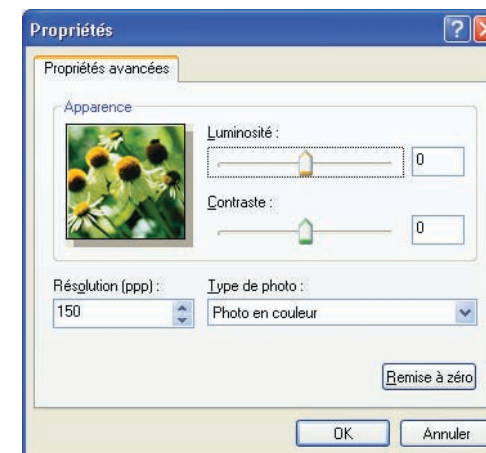 Propriétés
Propriétés avancées
Apparence
Luminosité :
0
Contraste :
0
Résolution (ppp) :
150
Type de photo :
Photo en couleur
Remise à zéro
OK
Annuler